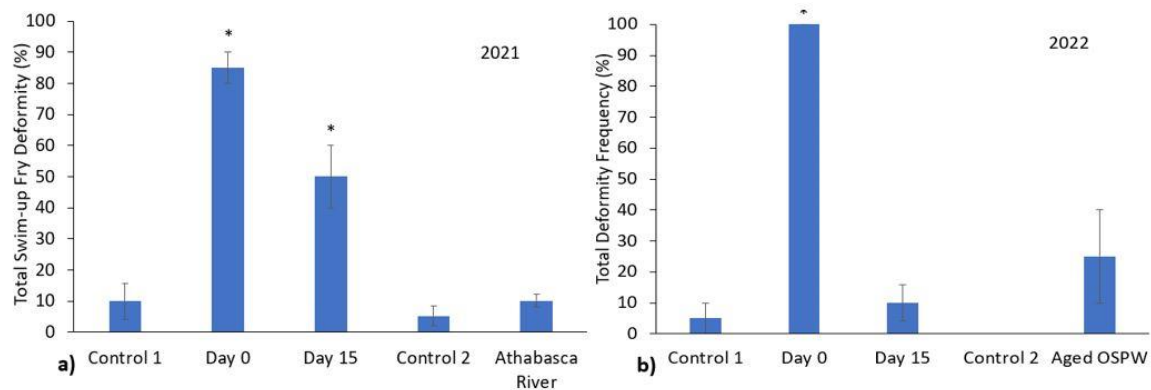 Total Swim-up Fry Deformity (%)
100
90
80
70
60
50
40
30
20
10
0
*
*
2021
Control 1
Day 0
Day 15
Control 2
Athabasca
River
a)
Total Deformity Frequency (%)
100
90
80
70
60
50
40
30
20
10
0
*
2022
Control 1
Day 0
Day 15
Control 2
Aged OSPW
b)